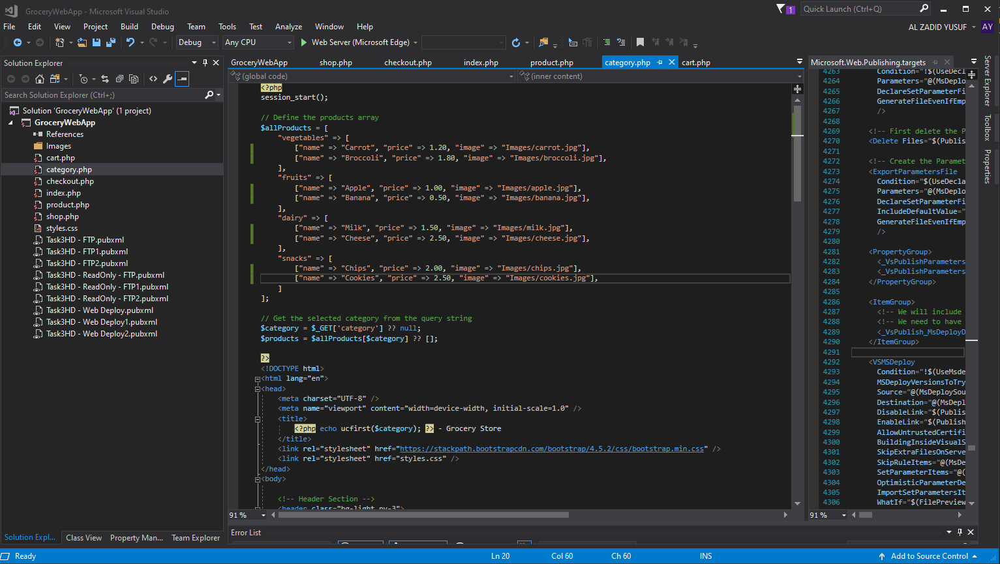 GroceryWebApp - Microsoft Visual Studio
1
Quick Launch (Ctrl+Q)
File Edit View Project Build Debug Team Tools Test Analyze Window Help
AL ZADID YUSUF AY
Debug Any CPU Web Server (Microsoft Edge)
Solution Explorer
Search Solution Explorer (Ctrl+;)
Solution 'GroceryWebApp' (1 project)
GroceryWebApp
References
Images
cart.php
category.php
checkout.php
index.php
product.php
shop.php
styles.css
Task3HD - FTP.pubxml
Task3HD - FTP1.pubxml
Task3HD - FTP2.pubxml
Task3HD - ReadOnly - FTP.pubxml
Task3HD - ReadOnly - FTP1.pubxml
Task3HD - ReadOnly - FTP2.pubxml
Task3HD - Web Deploy.pubxml
Task3HD - Web Deploy1.pubxml
Task3HD - Web Deploy2.pubxml
Solution Expl... Class View Property Man... Team Explorer
GroceryWebApp shop.php checkout.php index.php product.php category.php cart.php
(global code) (inner content)
<?php
session_start();
// Define the products array
$allProducts = [
"vegetables" => [
["name" => "Carrot", "price" => 1.20, "image" => "Images/carrot.jpg"],
["name" => "Broccoli", "price" => 1.80, "image" => "Images/broccoli.jpg"],
],
"fruits" => [
["name" => "Apple", "price" => 1.00, "image" => "Images/apple.jpg"],
["name" => "Banana", "price" => 0.50, "image" => "Images/banana.jpg"],
],
"dairy" => [
["name" => "Milk", "price" => 1.50, "image" => "Images/milk.jpg"],
["name" => "Cheese", "price" => 2.50, "image" => "Images/cheese.jpg"],
],
"snacks" => [
["name" => "Chips", "price" => 2.00, "image" => "Images/chips.jpg"],
["name" => "Cookies", "price" => 2.50, "image" => "Images/cookies.jpg"],
]
];
// Get the selected category from the query string
$category = $_GET['category'] ?? null;
$products = $allProducts[$category] ?? [];
?>
<!DOCTYPE html>
<html lang="en">
<head>
<meta charset="UTF-8" />
<meta name="viewport" content="width=device-width, initial-scale=1.0" />
<title>
<?php echo ucfirst($category); ?> - Grocery Store
</title>
<link rel="stylesheet" href="https://stackpath.bootstrapcdn.com/bootstrap/4.5.2/css/bootstrap.min.css" />
<link rel="stylesheet" href="styles.css" />
</head>
<body>
<!-- Header Section -->
<header class="bg-light py-3">
91 %
Error List
Microsoft.Web.Publishing.targets
4263 Condition="!$(UseDecl
4264 Parameters="@(MsDeplo
4265 DeclareSetParameterFi
4266 GenerateFileEvenIfEmp
4267 />
4268
4269 <!-- First delete the P
4270 <Delete Files="$(Publis
4271
4272 <!-- Create the Paramet
4273 <ExportParametersFile
4274 Condition="$(UseDecla
4275 Parameters="@(MsDeplo
4276 DeclareSetParameterFi
4277 IncludeDefaultValue="
4278 GenerateFileEvenIfEmp
4279 />
4280
4281 <PropertyGroup>
4282 <_VsPublishParameters
4283 <_VsPublishParameters
4284 </PropertyGroup>
4285
4286 <ItemGroup>
4287 <!-- We will include
4288 <!-- We need to have
4289 <_VsPublish_MsDeployD
4290 </ItemGroup>
4291
4292 <VSMSDeploy
4293 Condition="!$(UseMsde
4294 MSDeployVersionsToTry
4295 Source="@(MsDeploySou
4296 Destination="@(MsDepl
4297 DisableLink="$(Publis
4298 EnableLink="$(Publish
4299 AllowUntrustedCertifi
4300 BuildingInsideVisualS
4301 SkipExtraFilesOnServe
4302 SkipRuleItems="@(MsDe
4303 SetParameterItems="@(
4304 OptimisticParameterDe
4305 ImportSetParametersIt
4306 WhatIf="$(FilePreview
91 %
Server Explorer
Toolbox
Properties
Ready Ln 20 Col 60 Ch 60 INS Add to Source Control